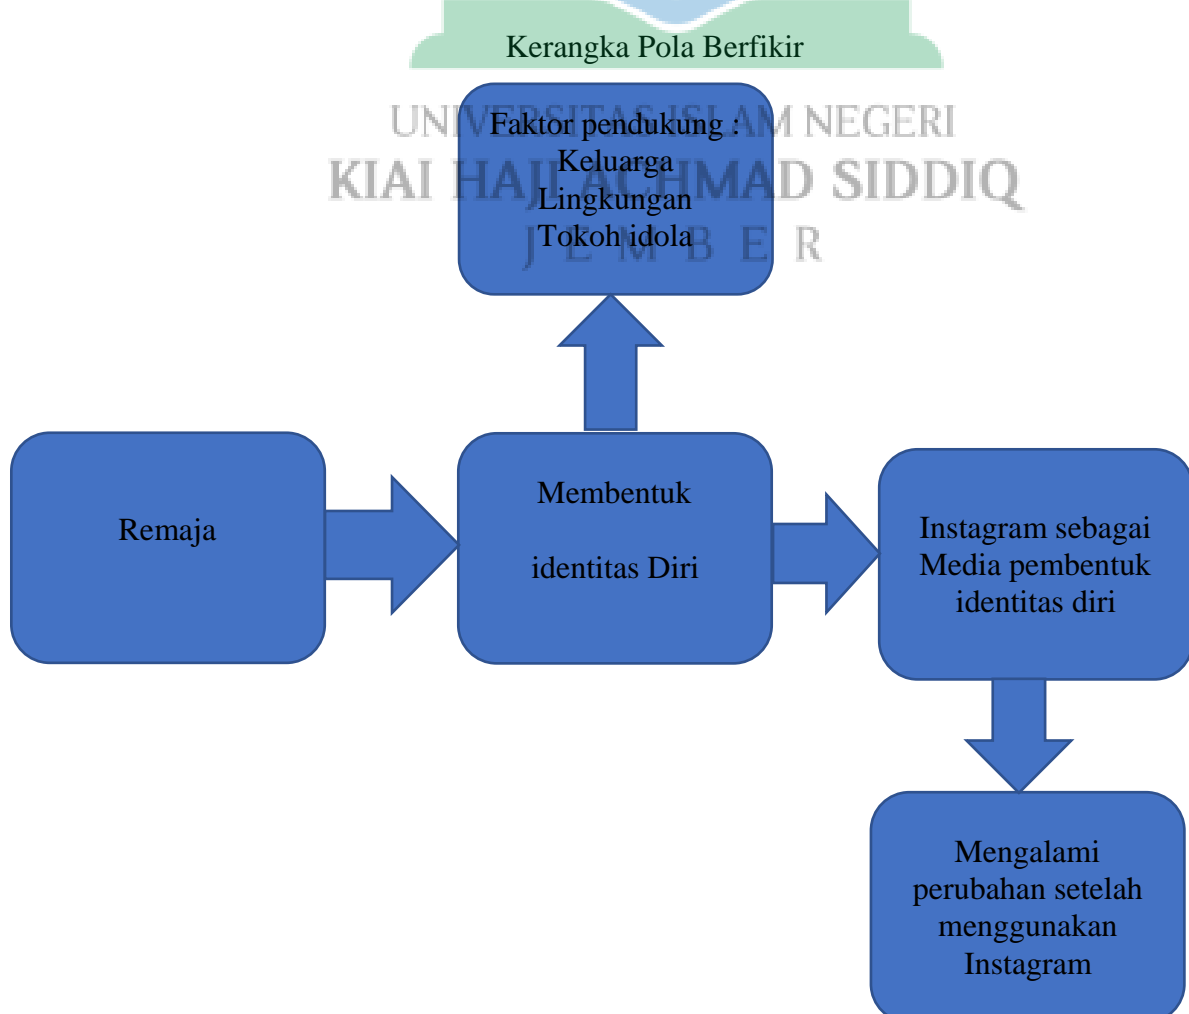 Kerangka Pola Berfikir
UNIVERSITAS ISLAM NEGERI
KIAI HAJI ACHMAD SIDDIQ
JEMBER
Faktor pendukung :
Keluarga
Lingkungan
Tokoh idola
Remaja
Membentuk
identitas Diri
Instagram sebagai
Media pembentuk
identitas diri
Mengalami
perubahan setelah
menggunakan
Instagram